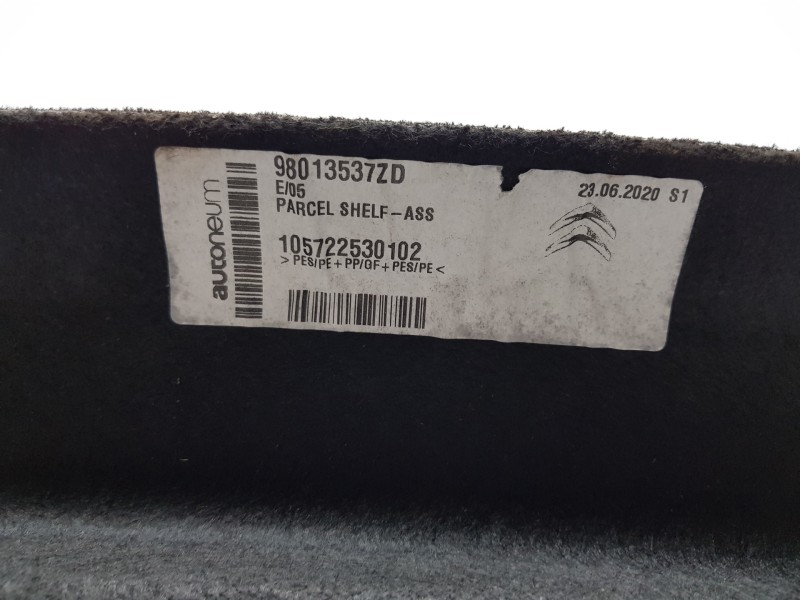 autoneum
98013537ZD
E/05
PARCEL SHELF-ASS
105722530102
> PES/PE + PP/GF + PES/PE <
23.06.2020 S1